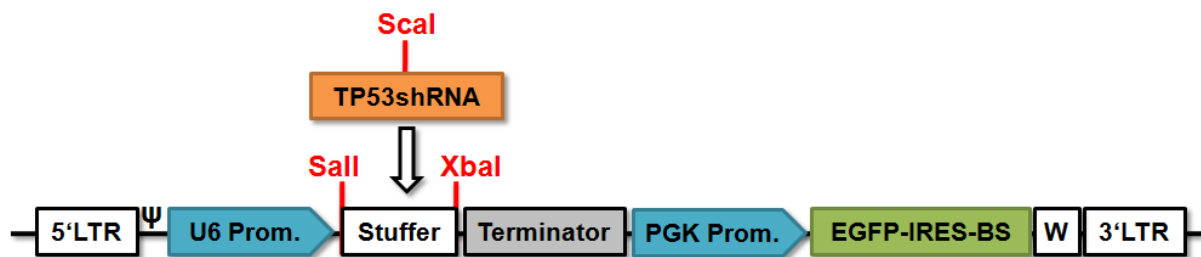 ScaI
TP53shRNA
SalI XbaI
5‘LTR Ψ U6 Prom. Stuffer Terminator PGK Prom. EGFP-IRES-BS W 3‘LTR